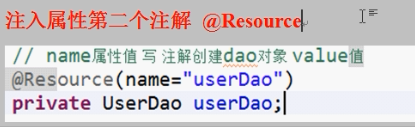 注入属性第二个注解 @Resource
// name属性值 写 注解创建dao对象 value值
@Resource(name="userDao")
private UserDao userDao;